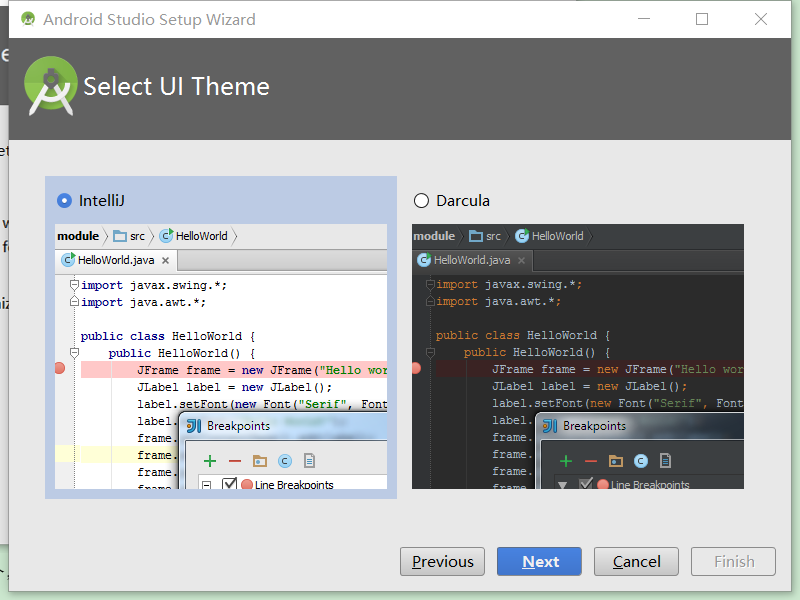 Android Studio Setup Wizard
Select UI Theme
IntelliJ
module src HelloWorld
HelloWorld.java
import javax.swing.*;
import java.awt.*;
public class HelloWorld {
public HelloWorld() {
JFrame frame = new JFrame("Hello wor
JLabel label = new JLabel();
label.setFont(new Font("Serif", Font
label.
frame.
frame.
frame.
Breakpoints
Line Breakpoints
Darcula
module src HelloWorld
HelloWorld.java
import javax.swing.*;
import java.awt.*;
public class HelloWorld {
public HelloWorld() {
JFrame frame = new JFrame("Hello wor
JLabel label = new JLabel();
label.setFont(new Font("Serif", Font
label.
frame.
frame.
frame.
Breakpoints
Line Breakpoints
Previous Next Cancel Finish